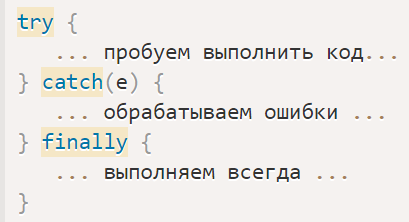 try {
   ... пробуем выполнить код...
} catch(e) {
   ... обрабатываем ошибки ...
} finally {
   ... выполняем всегда ...
}